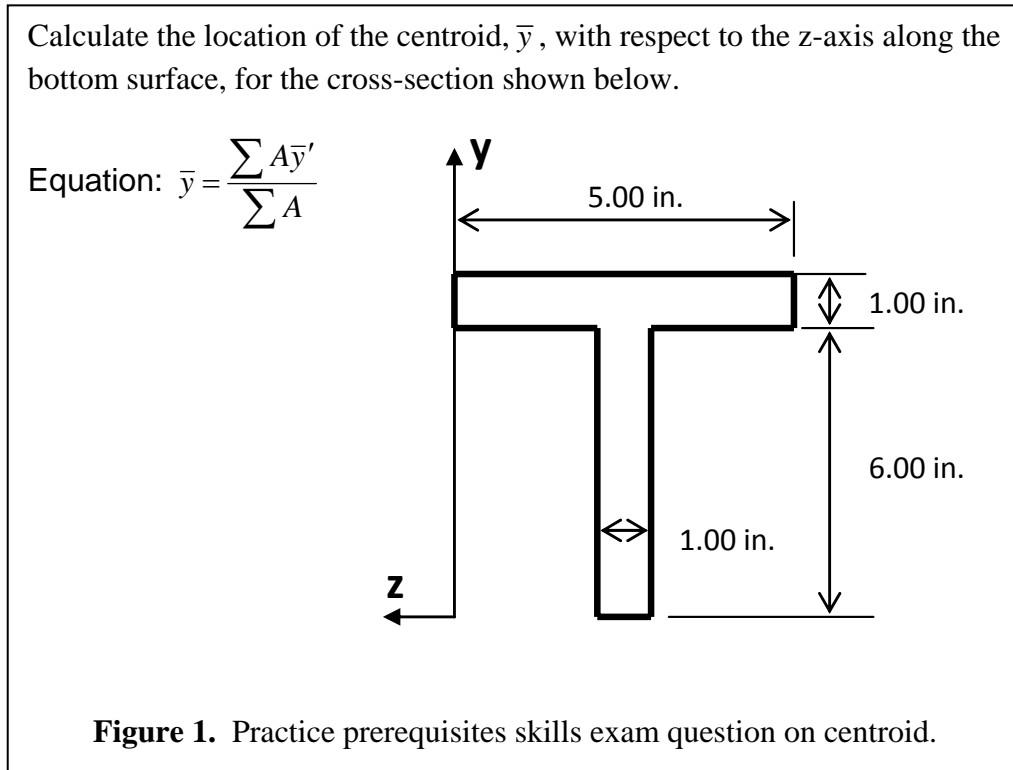 Calculate the location of the centroid, y̅ , with respect to the z-axis along the
bottom surface, for the cross-section shown below.
Equation: y̅ = ∑ Ay̅′ / ∑ A
y
5.00 in.
1.00 in.
6.00 in.
1.00 in.
z
Figure 1. Practice prerequisites skills exam question on centroid.